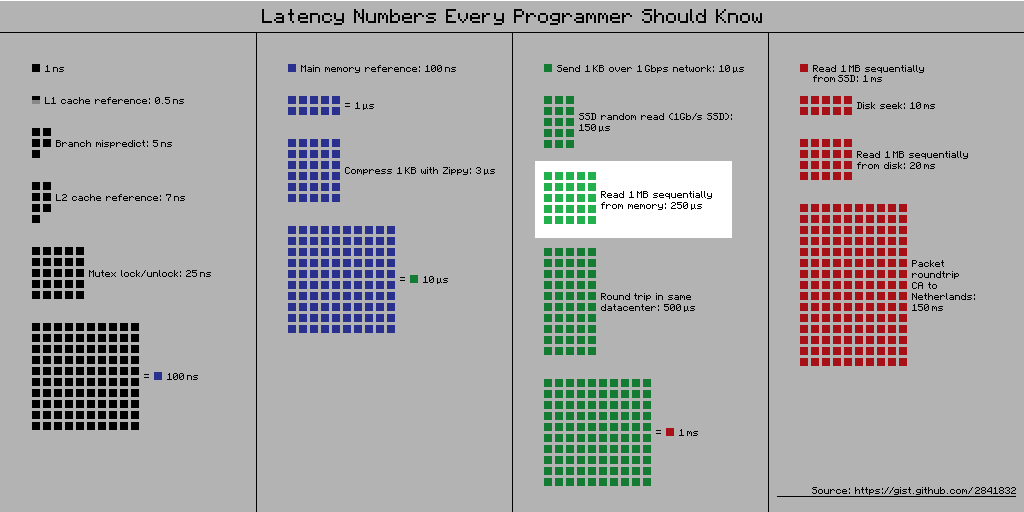 Latency Numbers Every Programmer Should Know
1 ns
L1 cache reference: 0.5 ns
Branch mispredict: 5 ns
L2 cache reference: 7 ns
Mutex lock/unlock: 25 ns
= 100 ns
Main memory reference: 100 ns
= 1 µs
Compress 1 KB with Zippy: 3 µs
= 10 µs
Send 1 KB over 1 Gbps network: 10 µs
SSD random read (1Gb/s SSD):
150 µs
Read 1 MB sequentially
from memory: 250 µs
Round trip in same
datacenter: 500 µs
= 1 ms
Read 1 MB sequentially
from SSD: 1 ms
Disk seek: 10 ms
Read 1 MB sequentially
from disk: 20 ms
Packet
roundtrip
CA to
Netherlands:
150 ms
Source: https://gist.github.com/2841832